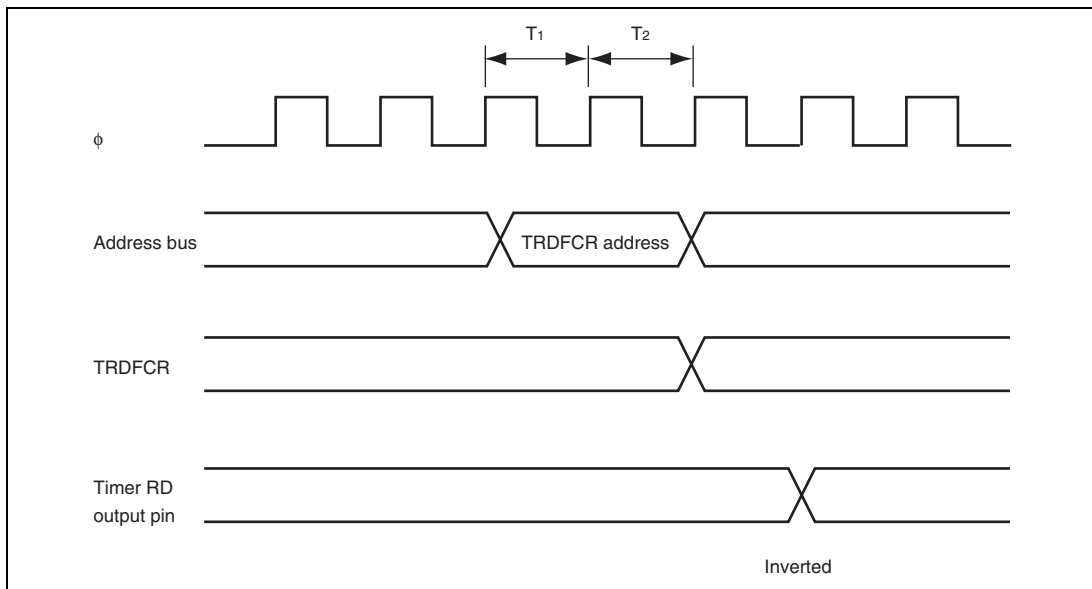 T1
T2
ϕ
Address bus
TRDFCR address
TRDFCR
Timer RD
output pin
Inverted